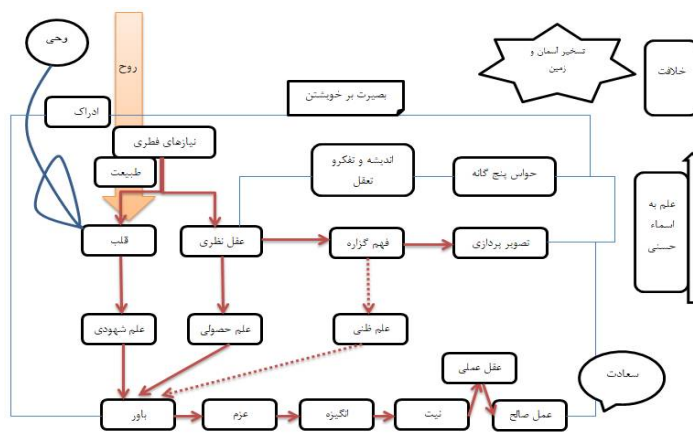 وحی
روح
تسخیر آسمان و
زمین
خلافت
بصیرت بر خویشتن
ادراک
نیازهای فطری
طبیعت
اندیشه و تفکرو
تعقل
حواس پنج گانه
علم به
اسماء
حسنی
قلب
عقل نظری
فهم گزاره
تصویر پردازی
علم شهودی
علم حصولی
علم ظنی
عقل عملی
سعادت
باور
عزم
انگیزه
نیت
عمل صالح